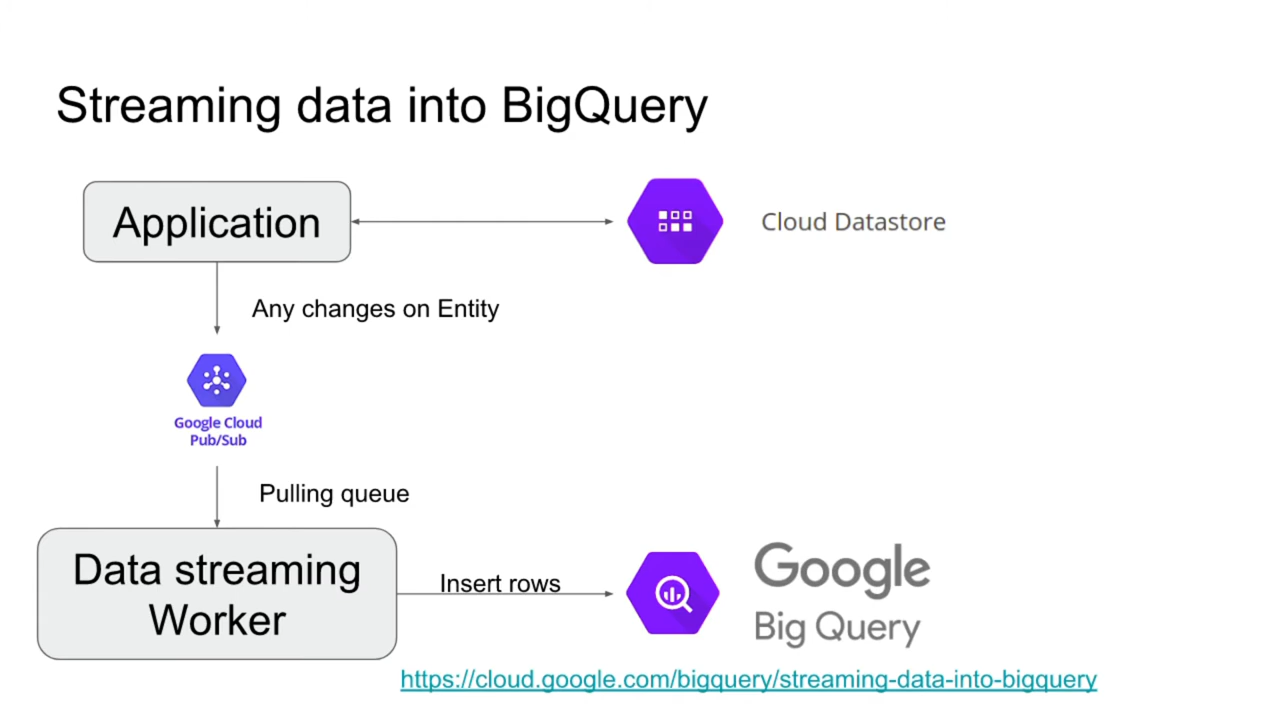 Streaming data into BigQuery
Application
Cloud Datastore
Any changes on Entity
Google Cloud
Pub/Sub
Pulling queue
Data streaming
Worker
Insert rows
Google
Big Query
https://cloud.google.com/bigquery/streaming-data-into-bigquery